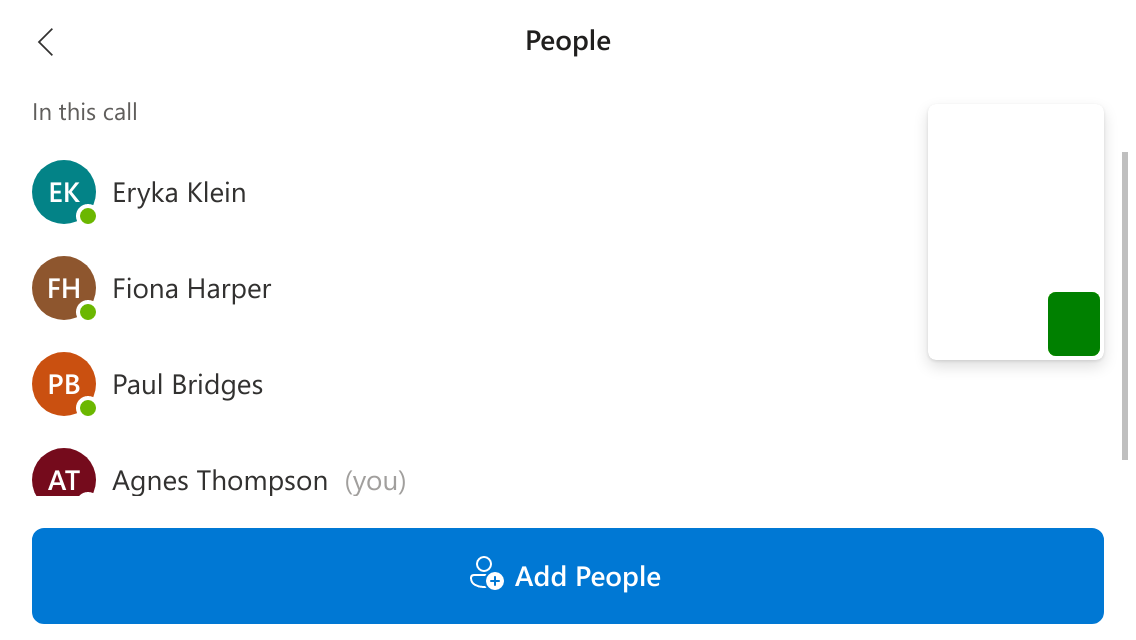 People
In this call
EK Eryka Klein
FH Fiona Harper
PB Paul Bridges
AT Agnes Thompson (you)
Add People